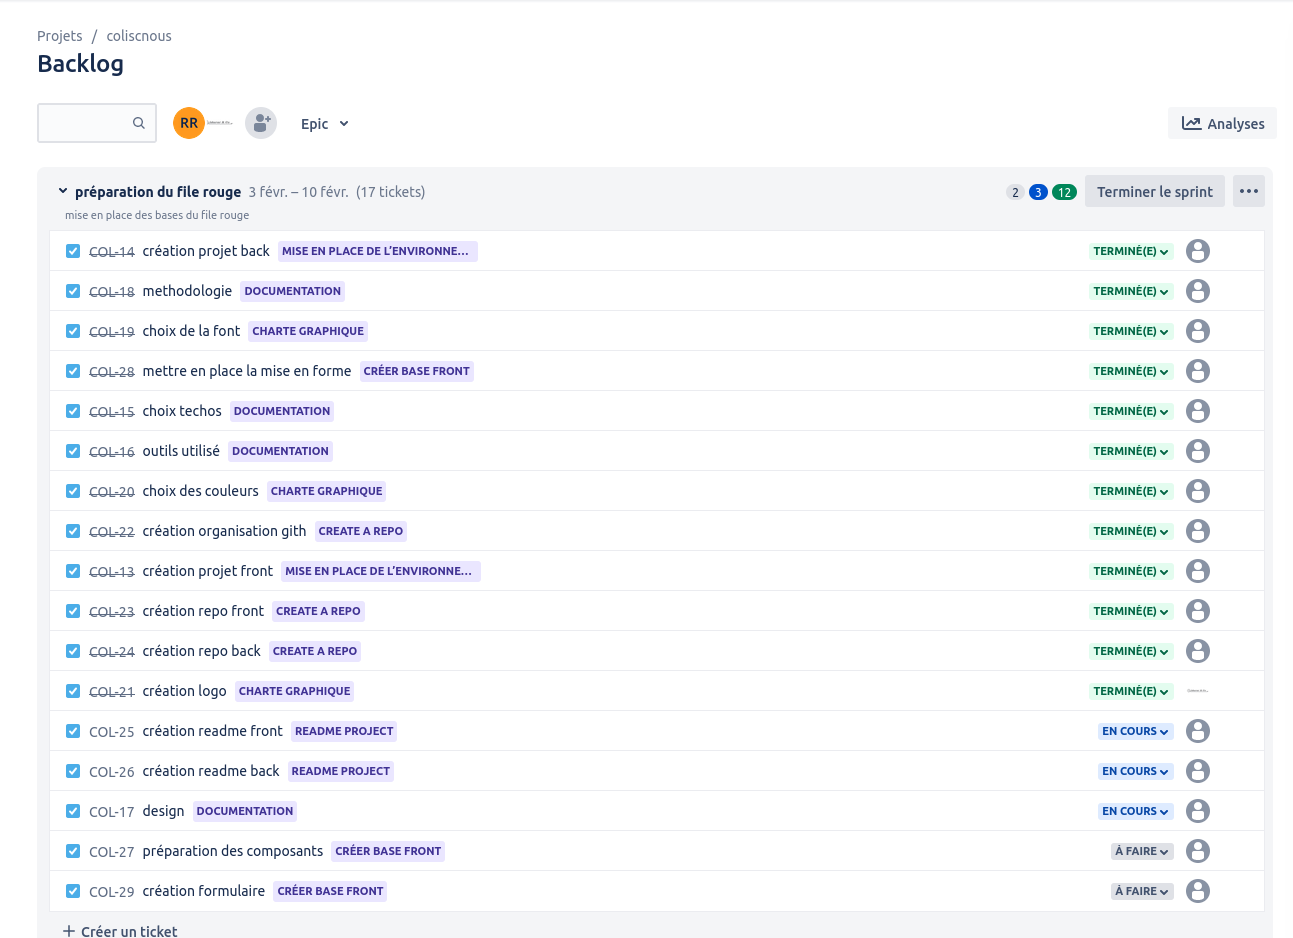 Projets / coliscnous
Backlog
RR
Epic
Analyses
préparation du file rouge 3 févr. – 10 févr. (17 tickets) 2 3 12 Terminer le sprint
mise en place des bases du file rouge
COL-14 création projet back MISE EN PLACE DE L'ENVIRONNE... TERMINÉ(E)
COL-18 methodologie DOCUMENTATION TERMINÉ(E)
COL-19 choix de la font CHARTE GRAPHIQUE TERMINÉ(E)
COL-28 mettre en place la mise en forme CRÉER BASE FRONT TERMINÉ(E)
COL-15 choix techos DOCUMENTATION TERMINÉ(E)
COL-16 outils utilisé DOCUMENTATION TERMINÉ(E)
COL-20 choix des couleurs CHARTE GRAPHIQUE TERMINÉ(E)
COL-22 création organisation gith CREATE A REPO TERMINÉ(E)
COL-13 création projet front MISE EN PLACE DE L'ENVIRONNE... TERMINÉ(E)
COL-23 création repo front CREATE A REPO TERMINÉ(E)
COL-24 création repo back CREATE A REPO TERMINÉ(E)
COL-21 création logo CHARTE GRAPHIQUE TERMINÉ(E)
COL-25 création readme front README PROJECT EN COURS
COL-26 création readme back README PROJECT EN COURS
COL-17 design DOCUMENTATION EN COURS
COL-27 préparation des composants CRÉER BASE FRONT À FAIRE
COL-29 création formulaire CRÉER BASE FRONT À FAIRE
+ Créer un ticket